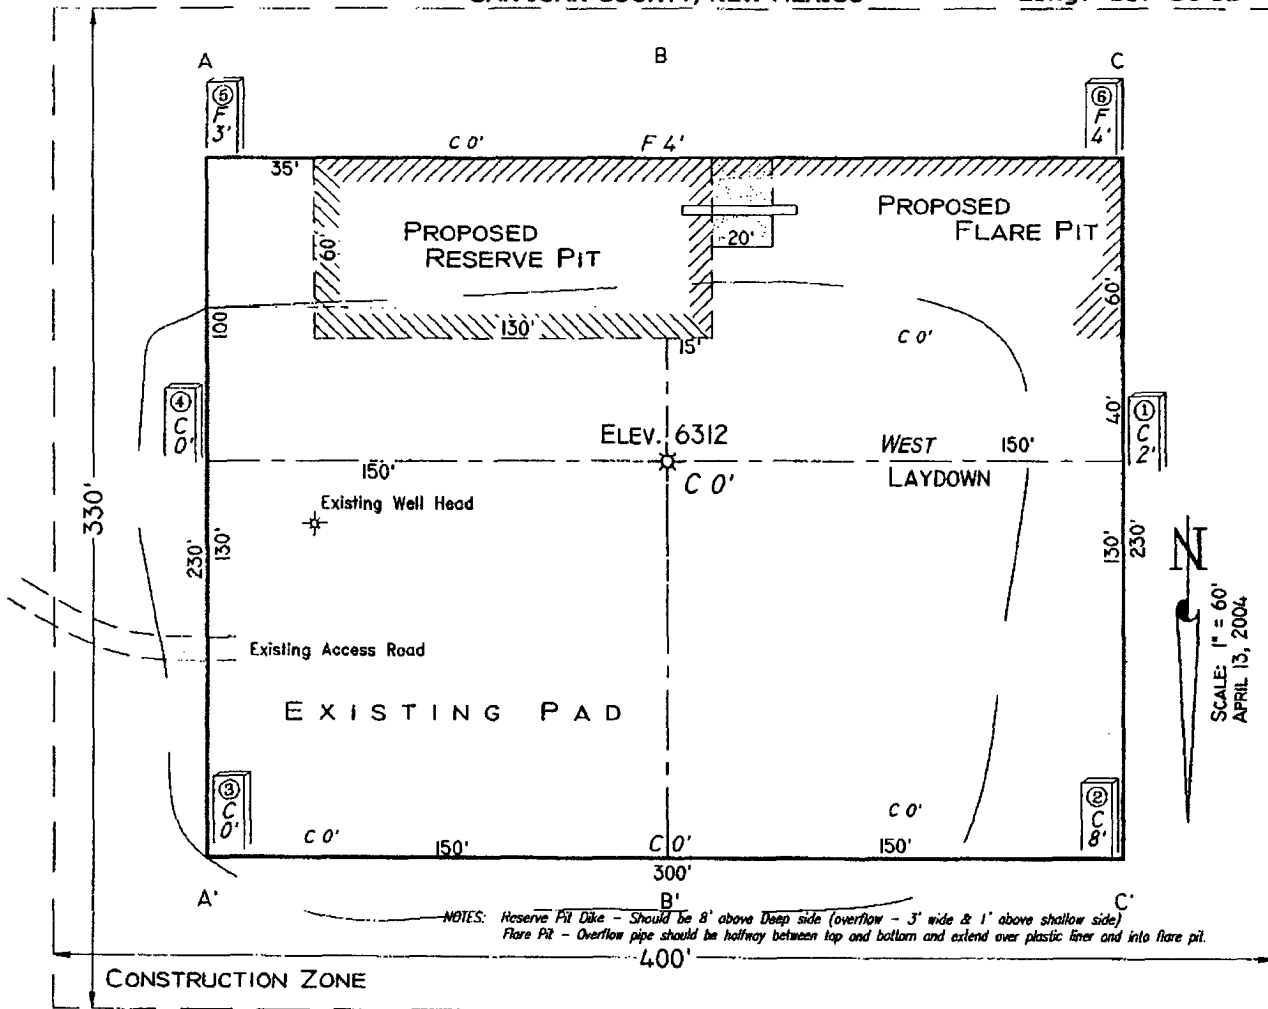 A
B
C
⑤
F
3'
⑥
F
4'
C 0'
F 4'
35'
PROPOSED
RESERVE PIT
60'
20'
PROPOSED
FLARE PIT
60'
100'
130'
15'
C 0'
④
C
0'
ELEV. 6312
C 0'
WEST
LAYDOWN
150'
150'
40'
①
C
2'
Existing Well Head
330'
230'
130'
130'
230'
N
SCALE: 1" = 60'
APRIL 13, 2004
Existing Access Road
EXISTING PAD
③
C
0'
C 0'
150'
C 0'
300'
C 0'
150'
②
C
8'
A'
B'
C'
NOTES: Reserve Pit Dike - Should be 8' above Deep side (overflow - 3' wide & 1' above shallow side)
Flare Pit - Overflow pipe should be halfway between top and bottom and extend over plastic liner and into flare pit.
400'
CONSTRUCTION ZONE